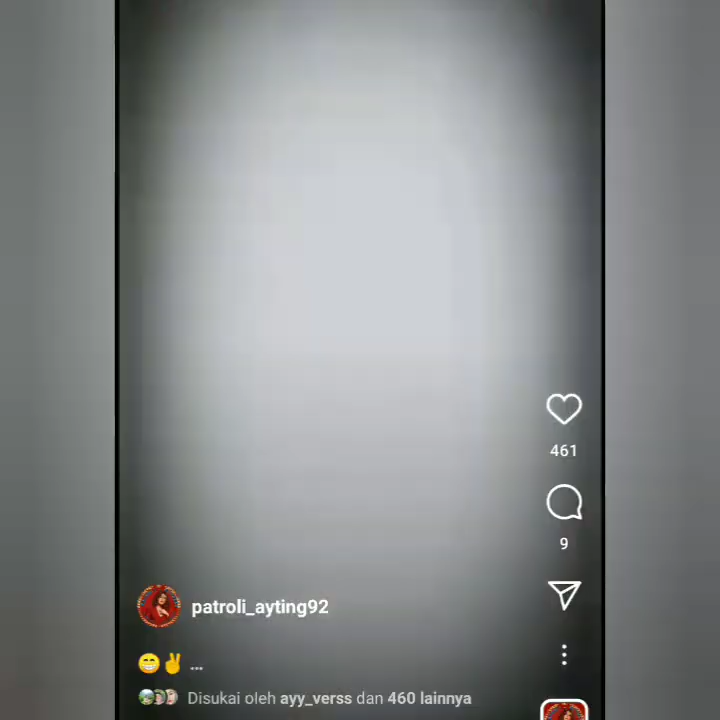 461
9
patroli_ayting92
😁✌️ ...
Disukai oleh ayy_verss dan 460 lainnya